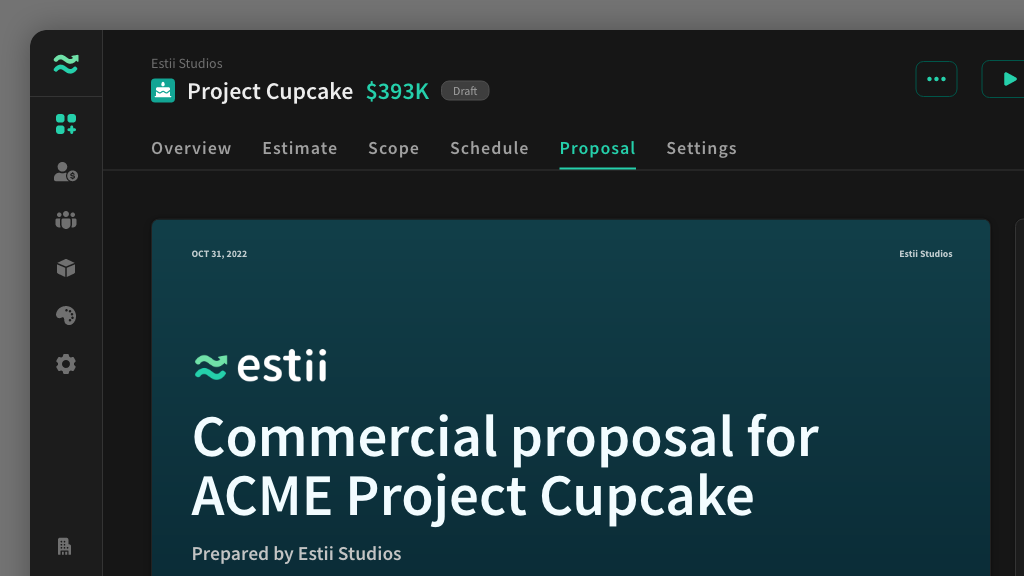 Estii Studios
Project Cupcake $393K Draft
Overview Estimate Scope Schedule Proposal Settings
OCT 31, 2022 Estii Studios
estii
Commercial proposal for
ACME Project Cupcake
Prepared by Estii Studios